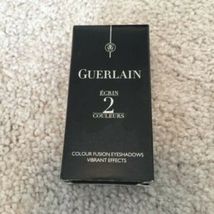 GUERLAIN
ÉCRIN
2
COULEURS
COLOUR FUSION EYESHADOWS
VIBRANT EFFECTS